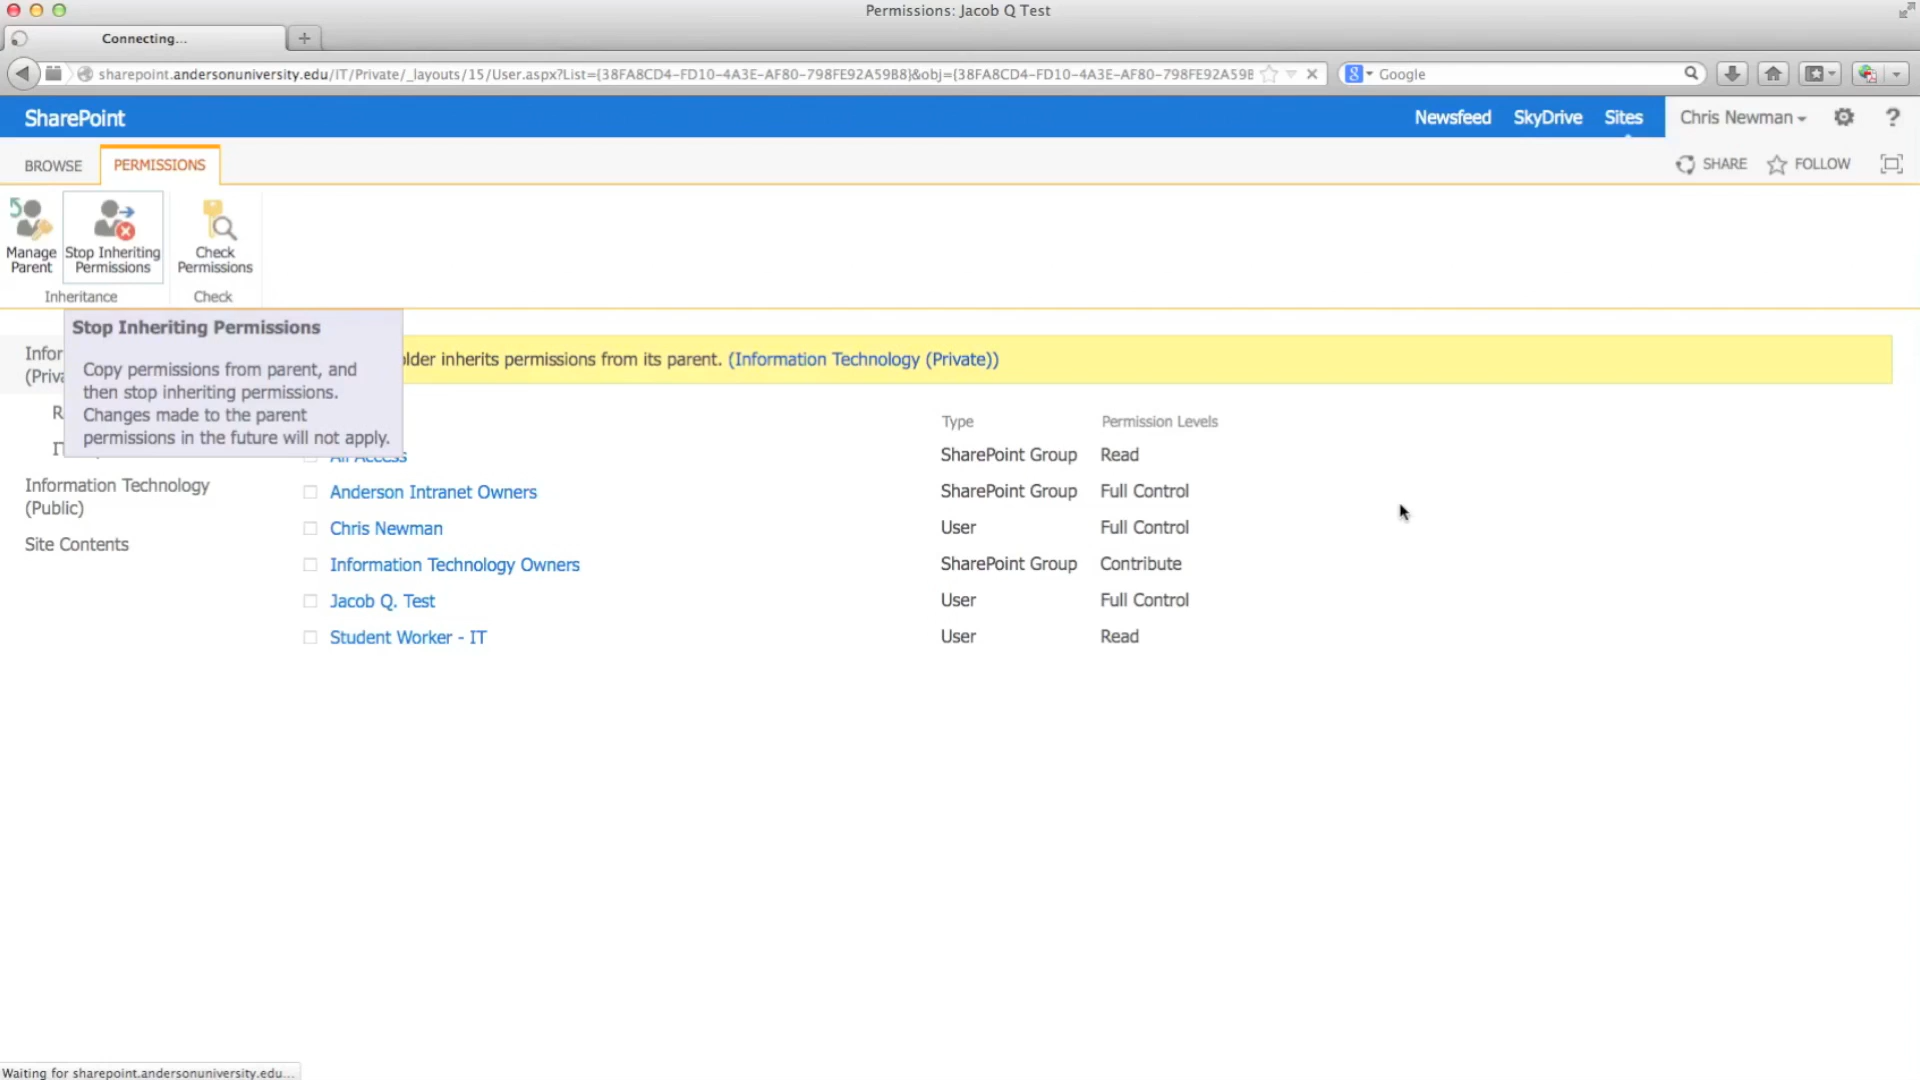 Permissions: Jacob Q Test
Connecting...
sharepoint.andersonuniversity.edu/IT/Private/_layouts/15/User.aspx?List={38FA8CD4-FD10-4A3E-AF80-798FE92A59B8}&obj={38FA8CD4-FD10-4A3E-AF80-798FE92A59B
Google
SharePoint
Newsfeed SkyDrive Sites Chris Newman ?
BROWSE PERMISSIONS
SHARE FOLLOW
Manage Parent
Stop Inheriting Permissions
Check Permissions
Inheritance Check
Stop Inheriting Permissions
Copy permissions from parent, and
then stop inheriting permissions.
Changes made to the parent
permissions in the future will not apply.
older inherits permissions from its parent. (Information Technology (Private))
Infor
(Priva
R
IT
Information Technology
(Public)
Site Contents
Type Permission Levels
All Access SharePoint Group Read
Anderson Intranet Owners SharePoint Group Full Control
Chris Newman User Full Control
Information Technology Owners SharePoint Group Contribute
Jacob Q. Test User Full Control
Student Worker - IT User Read
Waiting for sharepoint.andersonuniversity.edu...